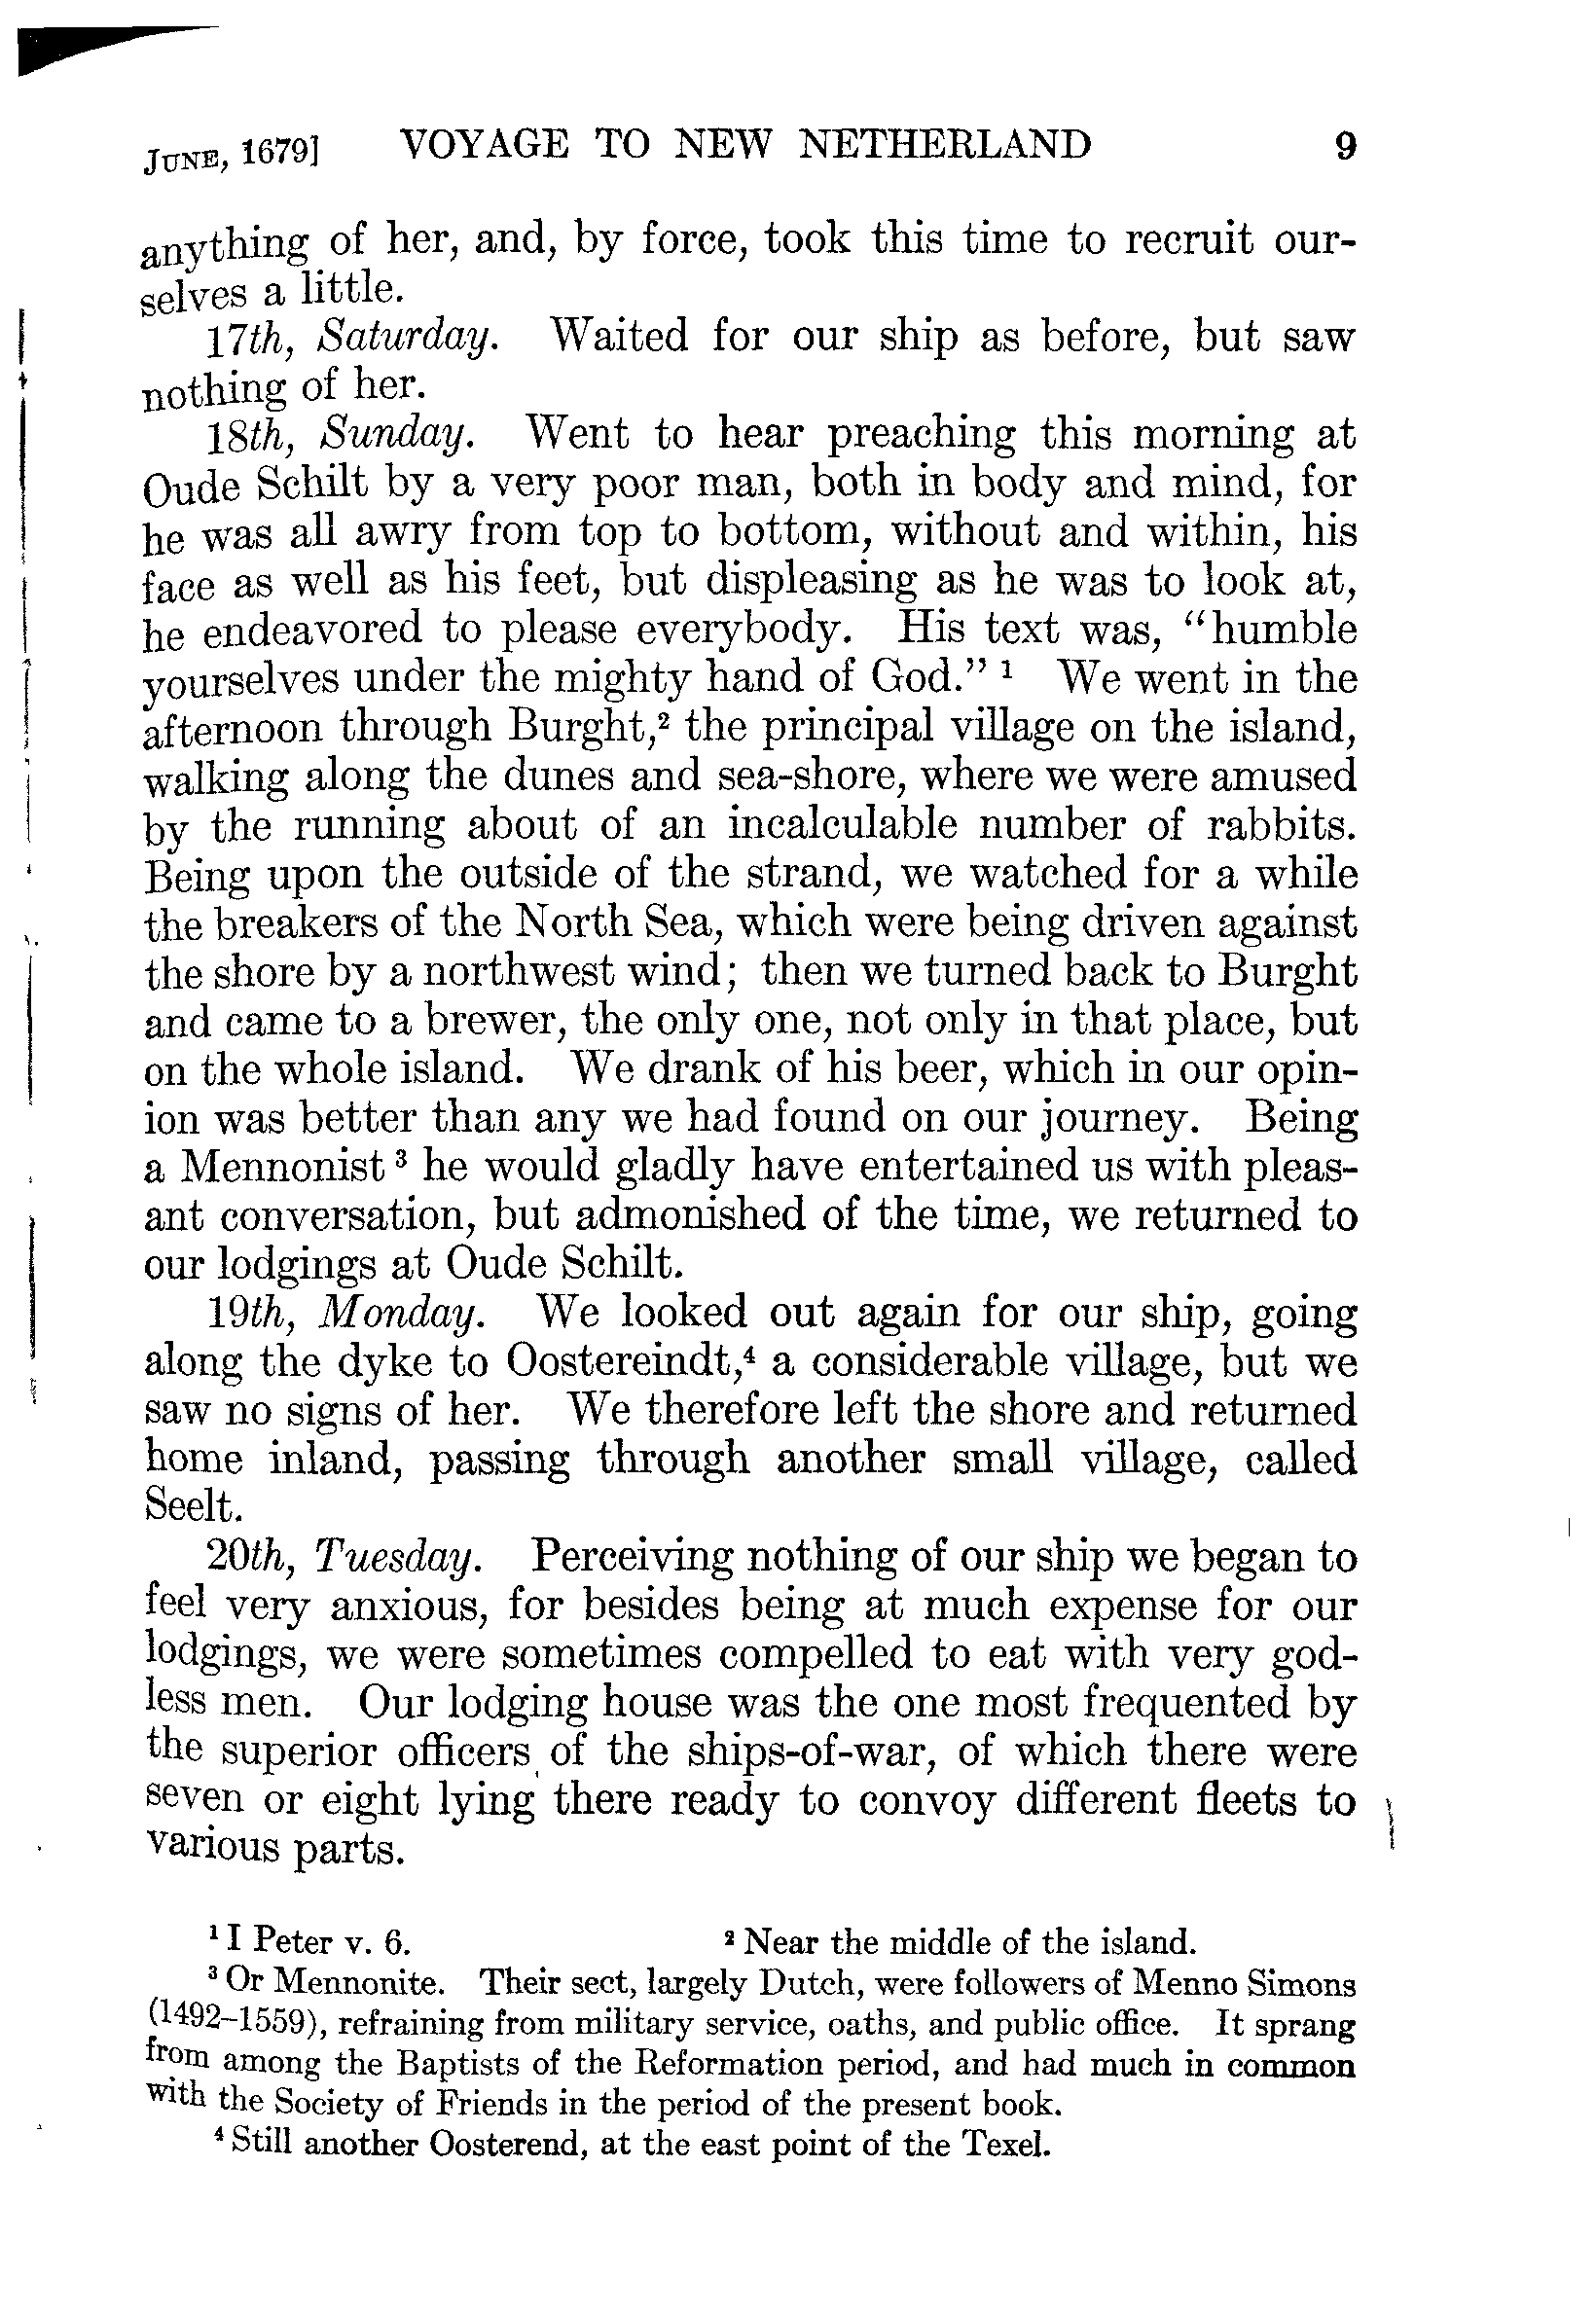 JUNE, 1679] VOYAGE TO NEW NETHERLAND 9
anything of her, and, by force, took this time to recruit our-
selves a little.
17th, Saturday. Waited for our ship as before, but saw
nothing of her.
18th, Sunday. Went to hear preaching this morning at
Oude Schilt by a very poor man, both in body and mind, for
he was all awry from top to bottom, without and within, his
face as well as his feet, but displeasing as he was to look at,
he endeavored to please everybody. His text was, “humble
yourselves under the mighty hand of God.” ¹ We went in the
afternoon through Burght,² the principal village on the island,
walking along the dunes and sea-shore, where we were amused
by the running about of an incalculable number of rabbits.
Being upon the outside of the strand, we watched for a while
the breakers of the North Sea, which were being driven against
the shore by a northwest wind; then we turned back to Burght
and came to a brewer, the only one, not only in that place, but
on the whole island. We drank of his beer, which in our opin-
ion was better than any we had found on our journey. Being
a Mennonist ³ he would gladly have entertained us with pleas-
ant conversation, but admonished of the time, we returned to
our lodgings at Oude Schilt.
19th, Monday. We looked out again for our ship, going
along the dyke to Oostereindt,⁴ a considerable village, but we
saw no signs of her. We therefore left the shore and returned
home inland, passing through another small village, called
Seelt.
20th, Tuesday. Perceiving nothing of our ship we began to
feel very anxious, for besides being at much expense for our
lodgings, we were sometimes compelled to eat with very god-
less men. Our lodging house was the one most frequented by
the superior officers of the ships-of-war, of which there were
seven or eight lying there ready to convoy different fleets to
various parts.
¹ I Peter v. 6. ² Near the middle of the island.
³ Or Mennonite. Their sect, largely Dutch, were followers of Menno Simons
(1492–1559), refraining from military service, oaths, and public office. It sprang
from among the Baptists of the Reformation period, and had much in common
with the Society of Friends in the period of the present book.
⁴ Still another Oosterend, at the east point of the Texel.